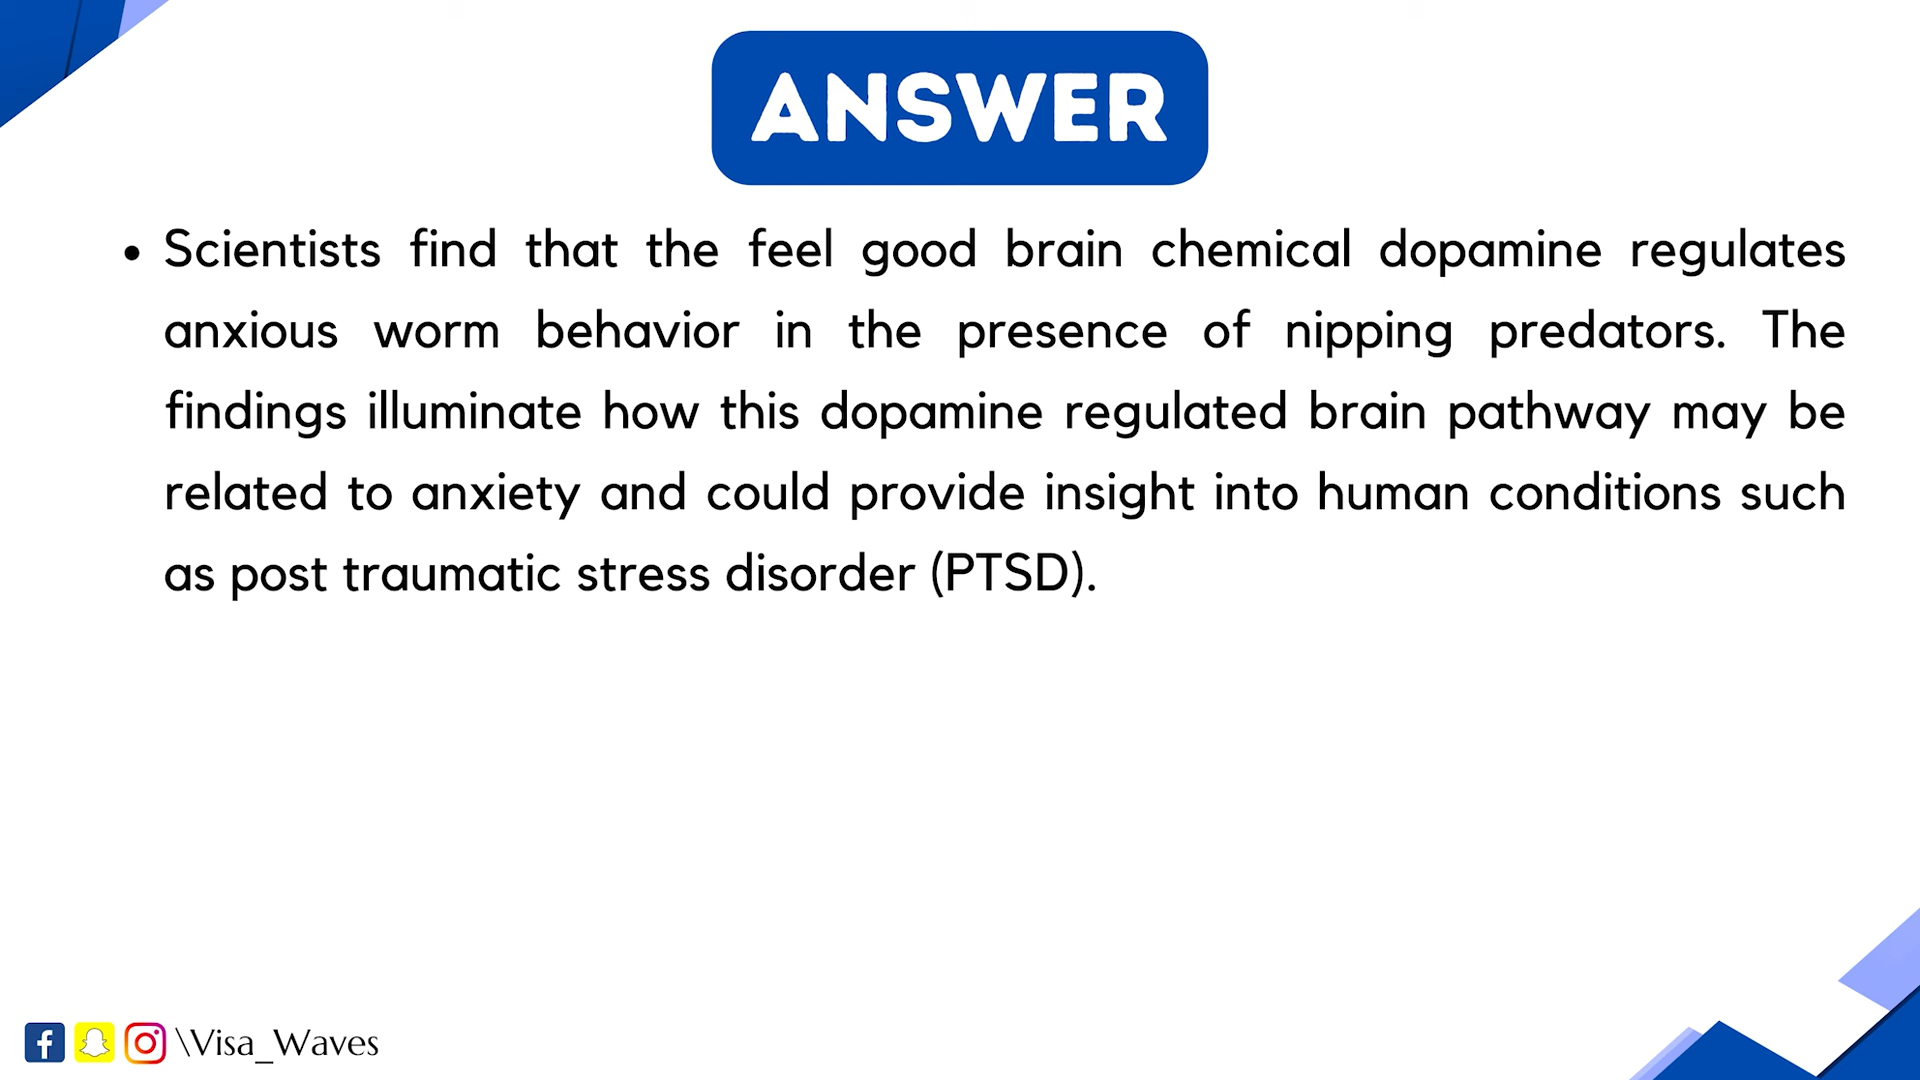 ANSWER
• Scientists find that the feel good brain chemical dopamine regulates
anxious worm behavior in the presence of nipping predators. The
findings illuminate how this dopamine regulated brain pathway may be
related to anxiety and could provide insight into human conditions such
as post traumatic stress disorder (PTSD).
\Visa_Waves